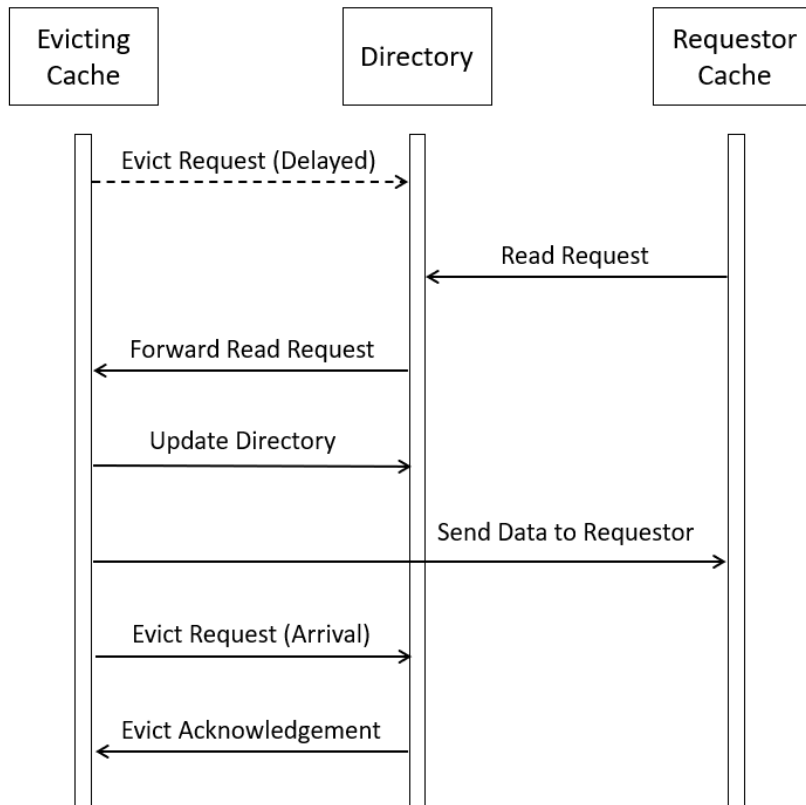 Evicting
Cache
Directory
Requestor
Cache
Evict Request (Delayed)
Read Request
Forward Read Request
Update Directory
Send Data to Requestor
Evict Request (Arrival)
Evict Acknowledgement